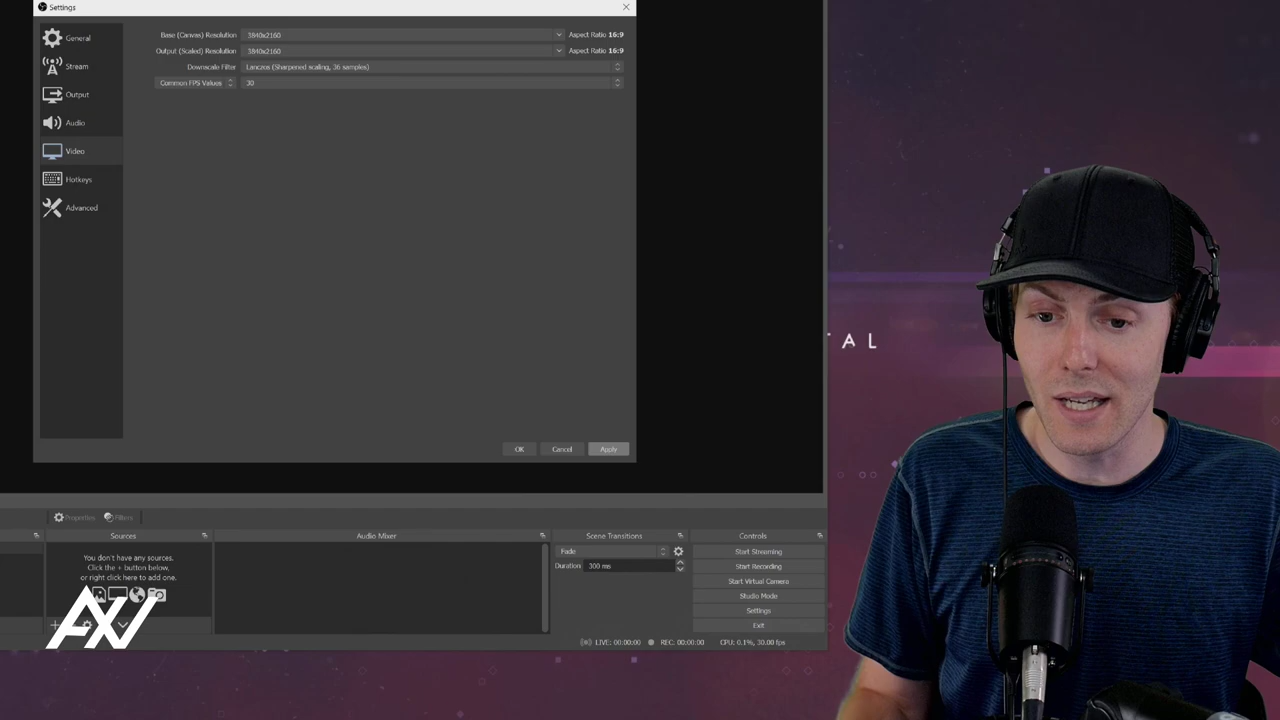 Settings
General
Stream
Output
Audio
Video
Hotkeys
Advanced
Base (Canvas) Resolution 3840x2160 Aspect Ratio 16:9
Output (Scaled) Resolution 3840x2160 Aspect Ratio 16:9
Downscale Filter Lanczos (Sharpened scaling, 36 samples)
Common FPS Values 30
OK Cancel Apply
TAL
Properties Filters
Sources Audio Mixer Scene Transitions Controls
You don't have any sources.
Click the + button below,
or right click here to add one.
Fade
Duration 300 ms
Start Streaming
Start Recording
Start Virtual Camera
Studio Mode
Settings
Exit
LIVE: 00:00:00 REC: 00:00:00 CPU: 0.1%, 30.00 fps